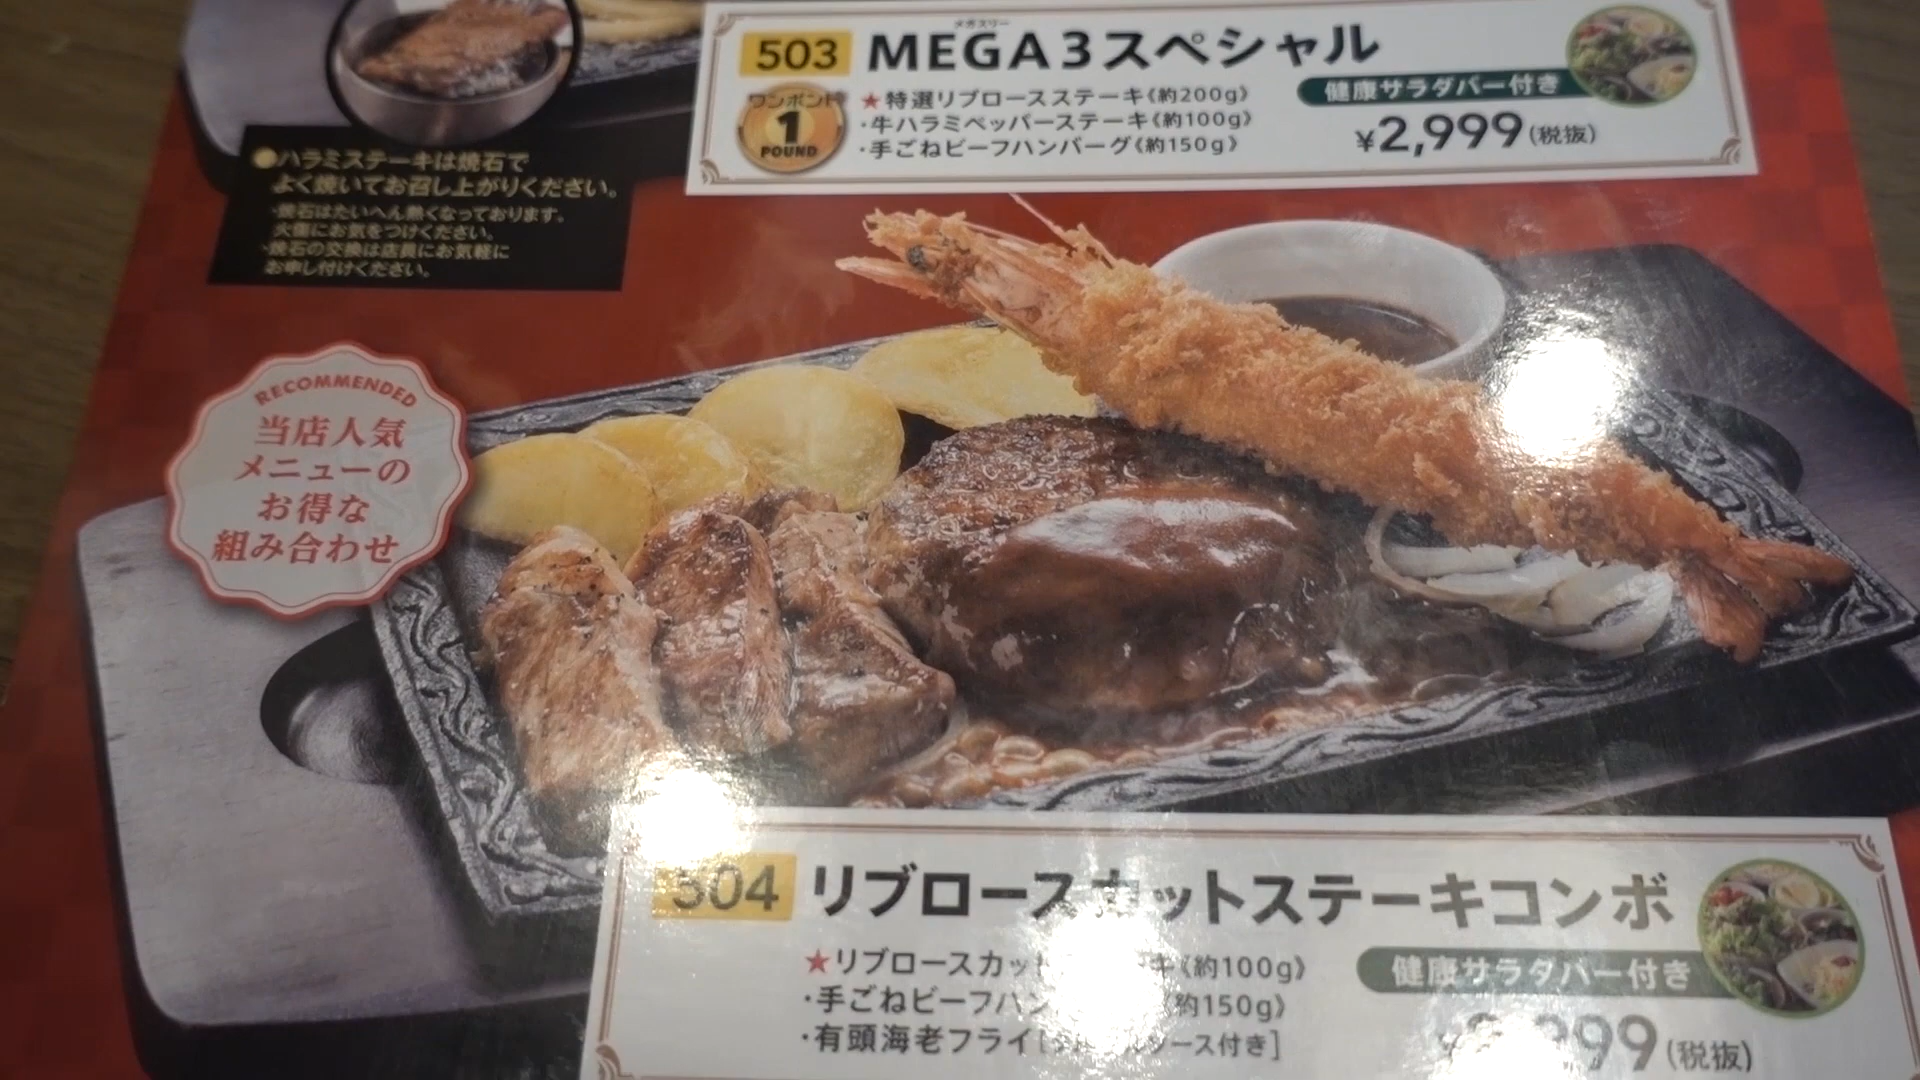 メガスリー
503 MEGA3スペシャル
ワンポンド
1
POUND
★特選リブロースステーキ《約200g》
・牛ハラミペッパーステーキ《約100g》
・手ごねビーフハンバーグ《約150g》
健康サラダバー付き
¥2,999(税抜)
●ハラミステーキは焼石で
よく焼いてお召し上がりください。
・焼石はたいへん熱くなっております。
火傷にお気をつけください。
・焼石の交換は店員にお気軽に
お申し付けください。
RECOMMENDED
当店人気
メニューの
お得な
組み合わせ
504 リブロースカットステーキコンボ
★リブロースカッ キ《約100g》
・手ごねビーフハン 《約150g》
・有頭海老フライ ソース付き]
健康サラダバー付き
999(税抜)